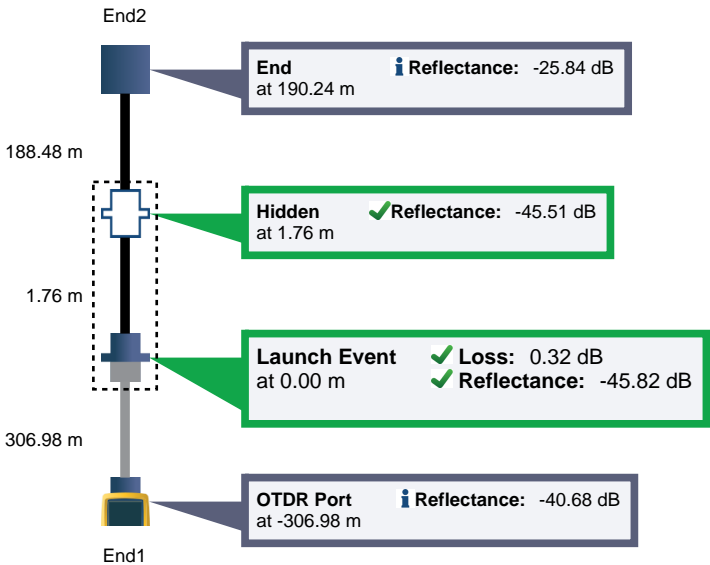 End2
End Reflectance: -25.84 dB
at 190.24 m
188.48 m
Hidden Reflectance: -45.51 dB
at 1.76 m
1.76 m
Launch Event Loss: 0.32 dB
at 0.00 m Reflectance: -45.82 dB
306.98 m
OTDR Port Reflectance: -40.68 dB
at -306.98 m
End1